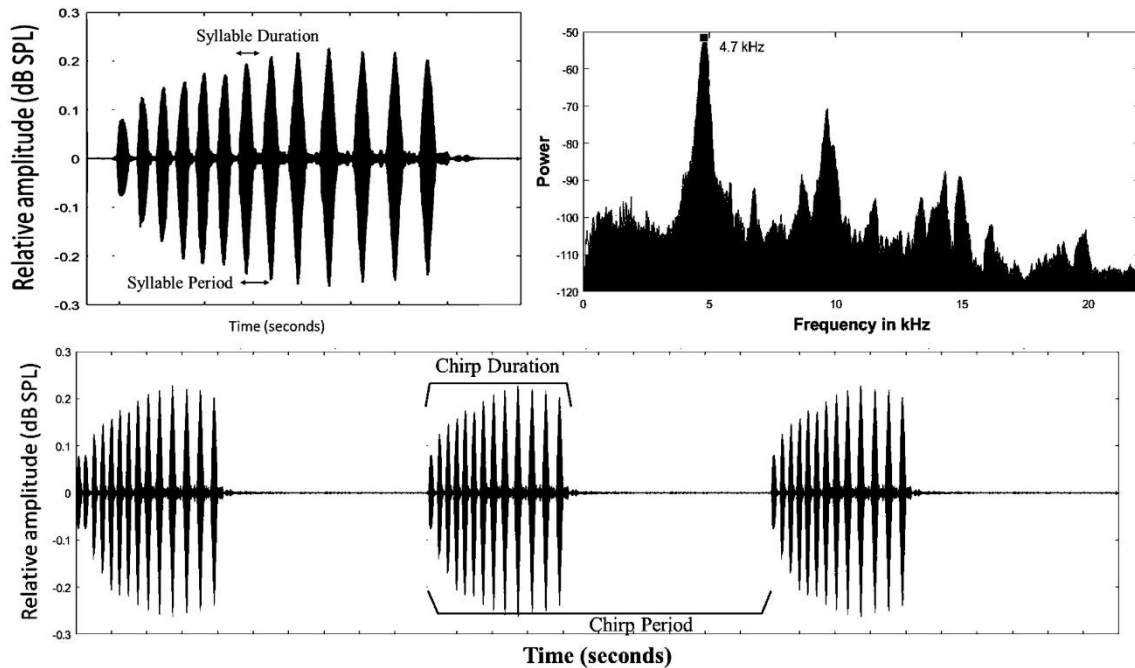 Relative amplitude (dB SPL)
0.3
0.2
0.1
0
-0.1
-0.2
-0.3
Syllable Duration
Syllable Period
Time (seconds)
Power
-50
-60
-70
-80
-90
-100
-110
-120
4.7 kHz
0 5 10 15 20
Frequency in kHz
Relative amplitude (dB SPL)
0.3
0.2
0.1
0
-0.1
-0.2
-0.3
Chirp Duration
Chirp Period
Time (seconds)